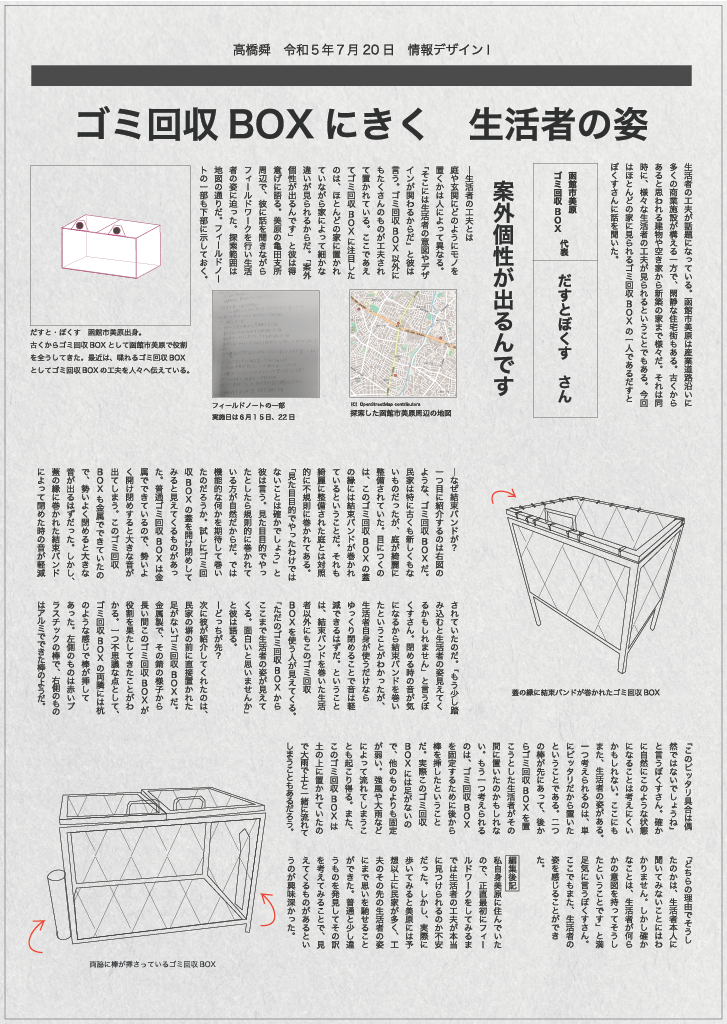 高橋舜　令和５年７月20日　情報デザインⅠ
ゴミ回収BOXにきく　生活者の姿
生活者の工夫が話題になっている。函館市美原は産業道路沿いに
多くの商業施設が構える一方で、閑静な住宅街もある。古くから
あると思われる建物や空き家から新築の家まで様々だ。それは同
時に、様々な生活者の工夫が見られるということでもある。今回
はほとんどの家に見られるゴミ回収BOXの一人であるだすと
ぼくすさんに話を聞いた。
函館市美原
ゴミ回収BOX　代表
だすとぼくす　さん
案外個性が出るんです
―生活者の工夫とは
庭や玄関にどのようにモノを
置くかは人によって異なる。
「そこには生活者の意図やデザ
インが関わるからだ」と彼は
言う。ゴミ回収BOX以外に
もたくさんのものが工夫され
て置かれている。ここであえ
てゴミ回収BOXに注目した
のは、ほとんどの家に置かれ
ていながら家によって細かな
違いが見られるからだ。「案外
個性が出るんです」と彼は得
意げに語る。美原の亀田支所
周辺で、彼に話を聞きながら
フィールドワークを行い生活
者の姿に迫った。探索範囲は
地図の通りだ。フィールドノー
トの一部も下部に示しておく。
だすと・ぼくす　函館市美原出身。
古くからゴミ回収BOXとして函館市美原で役割
を全うしてきた。最近は、喋れるゴミ回収BOX
としてゴミ回収BOXの工夫を人々へ伝えている。
フィールドノートの一部
実施日は６月１５日、２２日
(C) OpenStreetMap contributors
探索した函館市美原周辺の地図
―なぜ結束バンドが？
一つ目に紹介するのは右図の
ような、ゴミ回収BOXだ。
民家は特に古くも新しくもな
いものだったが、庭が綺麗に
整備されていた。目につくの
は、このゴミ回収BOXの蓋
の縁には結束バンドが巻かれ
ているということだ。それも
綺麗に整備された庭とは対照
的に不規則に巻かれてある。
「見た目目的でやったわけでは
ないことは確かでしょう」と
彼は言う。見た目目的でやっ
たとしたら規則的に巻かれて
いる方が自然だからだ。では
機能的な何かを期待して巻い
たのだろうか。試しにゴミ回
収BOXの蓋を開け閉めして
みると見えてくるものがあっ
た。普通ゴミ回収BOXは金
属でできているので、勢いよ
く開け閉めすると大きな音が
出てしまう。このゴミ回収
BOXも金属でできていたの
で、勢いよく閉めると大きな
音が出るはずだった。しかし、
蓋の縁に巻かれた結束バンド
によって閉めた時の音が軽減
蓋の縁に結束バンドが巻かれたゴミ回収BOX
されていたのだ。「もう少し踏
み込むと生活者の姿見えてく
るかもしれません」と言うぼ
くすさん。閉める時の音が気
になるから結束バンドを巻い
たということがわかったが、
生活者自身が使うだけなら
ゆっくり閉めることで音は軽
減できるはずだ。ということ
は、結束バンドを巻いた生活
者以外にもこのゴミ回収
BOXを使う人が見えてくる。
「ただのゴミ回収BOXから
ここまで生活者の姿が見えて
くる。面白いと思いませんか」
と彼は語る。
―どっちが先？
次に彼が紹介してくれたのは、
民家の塀の前に直接置かれた
足がないゴミ回収BOXだ。
金属製で、その錆の様子から
長い間このゴミ回収BOXが
役割を果たしてきたことがわ
かる。一つ不思議な点として、
ゴミ回収BOXの両隣には杭
のような感じで棒が挿して
あった。左側のものは赤いプ
ラスチックの棒で、右側のもの
はアルミでできた棒のようだ。
「このピッタリ具合は偶
然ではないでしょうね」
と言うぼくすさん。確か
に自然にこのような状態
になることは考えにくい
かもしれない。ここにも
また、生活者の姿がある。
一つ考えられるのは、単
にピッタリだから置いた
ということである。二つ
の棒が先にあって、後か
らゴミ回収BOXを置
こうとした生活者がその
間に置いたのかもしれな
い。もう一つ考えられる
のは、ゴミ回収BOX
を固定するために後から
棒を挿したということ
だ。実際このゴミ回収
BOXには足がないの
で、他のものよりも固定
が弱い。強風や大雨など
によって流れてしまうこ
とも起こり得る。また、
このゴミ回収BOXは
土の上に置かれていたの
で大雨で土と一緒に流れて
しまうこともあるだろう。
「どちらの理由でそうし
たのかは、生活者本人に
聞いてみないことにはわ
かりません。しかし確か
なことは、生活者が何ら
かの意図を持ってそうし
たということです」と満
足気に言うぼくすさん。
ここでもまた、生活者の
姿を感じることができ
た。
編集後記
私自身美原に住んでいた
ので、正直最初にフィー
ルドワークをしてみるま
では生活者の工夫が本当
に見つけられるのか不安
だった。しかし、実際に
歩いてみると美原には予
想以上に民家が多く、工
夫のその先の生活者の姿
にまで思いを馳せること
ができた。普通と少し違
うものを発見してその訳
を考えてみることで、見
えてくるものがあるとい
うのが興味深かった。
両脇に棒が挿さっているゴミ回収BOX